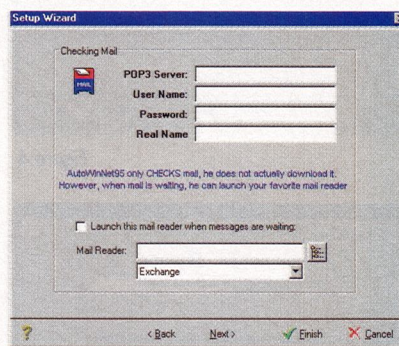 Setup Wizard
Checking Mail
MAIL
POP3 Server:
User Name:
Password:
Real Name
AutoWinNet95 only CHECKS mail, he does not actually download it.
However, when mail is waiting, he can launch your favorite mail reader
Launch this mail reader when messages are waiting:
Mail Reader:
Exchange
? < Back Next > Finish Cancel